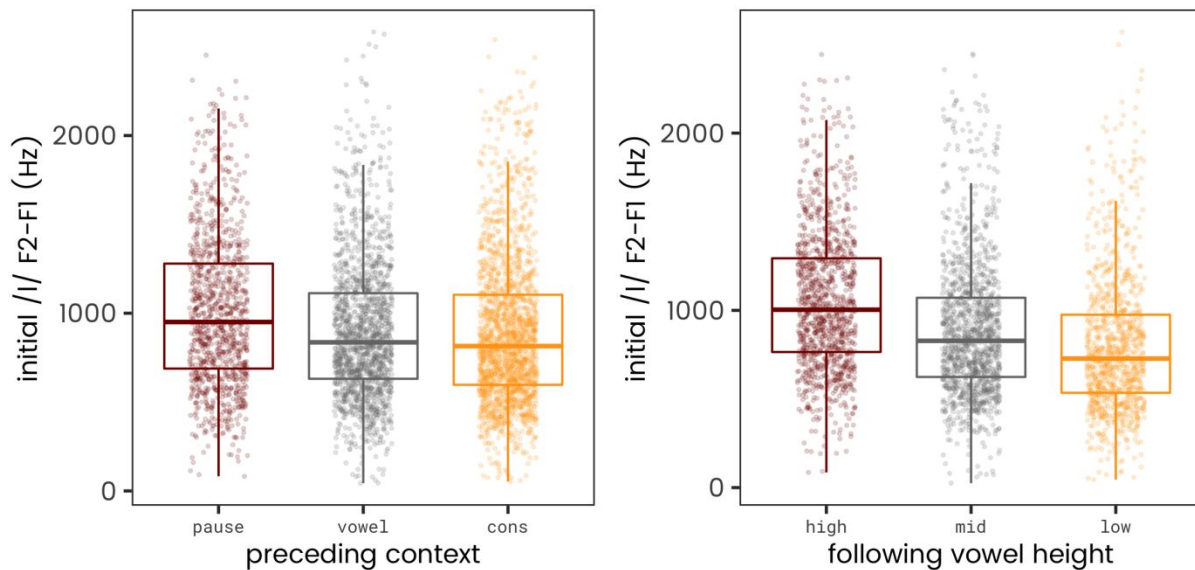 initial /l/ F2-F1 (Hz)
2000
1000
0
pause vowel cons
preceding context
initial /l/ F2-F1 (Hz)
2000
1000
0
high mid low
following vowel height